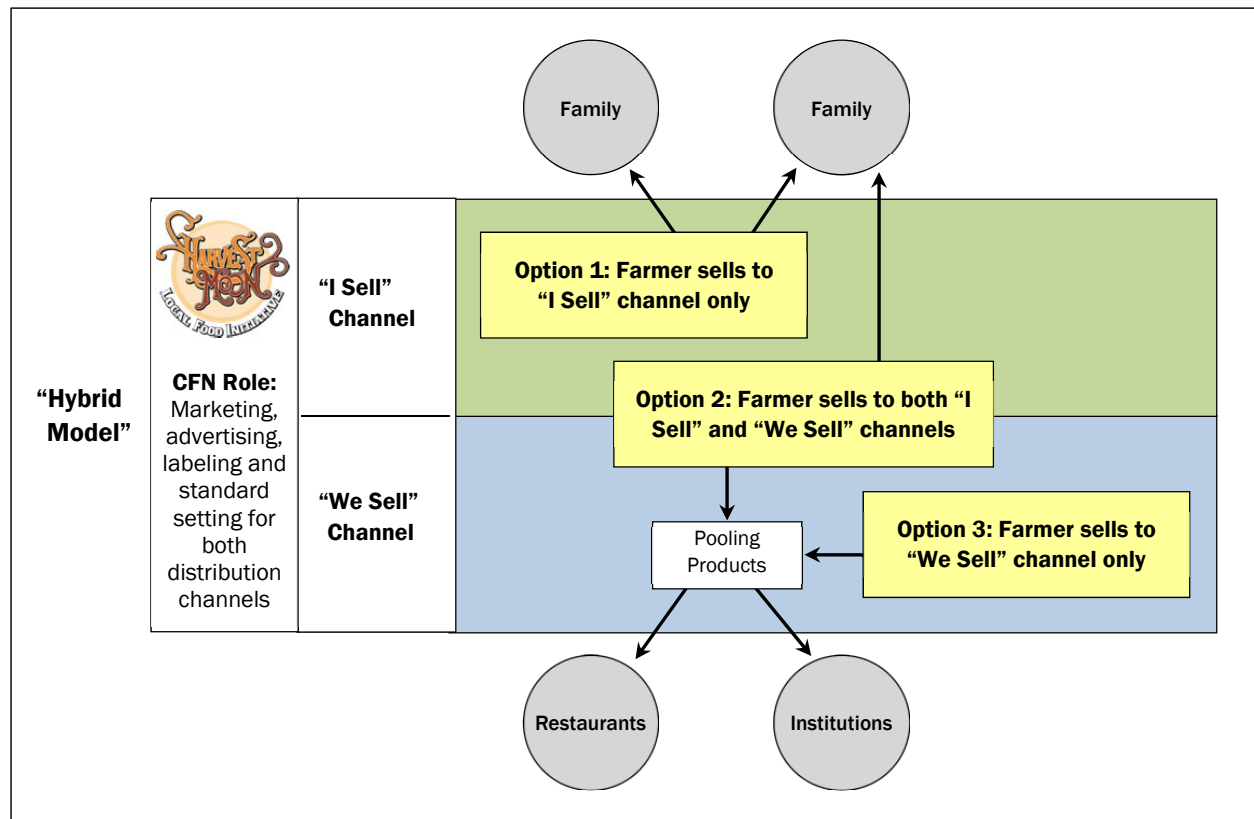 Family
Family
HARVEST
MOON
LOCAL FOOD INITIATIVE
Option 1: Farmer sells to
“I Sell” channel only
“I Sell”
Channel
“Hybrid
Model”
CFN Role:
Marketing,
advertising,
labeling and
standard
setting for
both
distribution
channels
Option 2: Farmer sells to both “I
Sell” and “We Sell” channels
“We Sell”
Channel
Pooling
Products
Option 3: Farmer sells to
“We Sell” channel only
Restaurants
Institutions